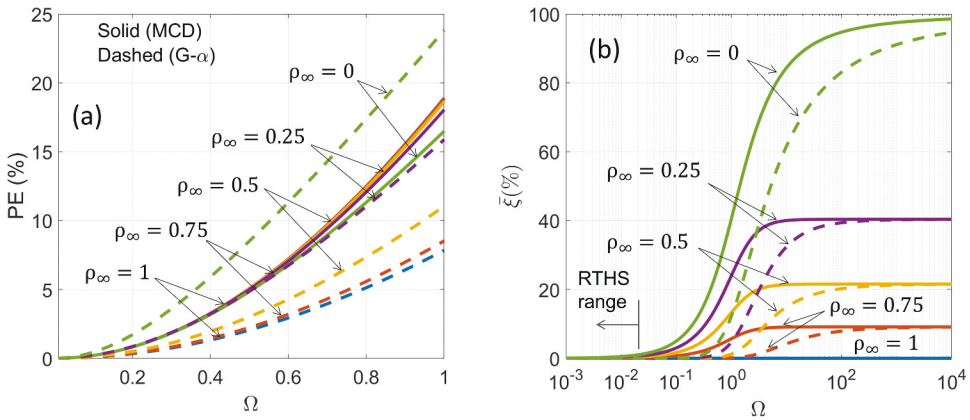 Solid (MCD)
Dashed (G-α)
(a)
ρ∞ = 0
ρ∞ = 0.25
ρ∞ = 0.5
ρ∞ = 0.75
ρ∞ = 1
PE (%)
25
20
15
10
5
0
0.2 0.4 0.6 0.8 1
Ω
(b)
ρ∞ = 0
ρ∞ = 0.25
ρ∞ = 0.5
ρ∞ = 0.75
ρ∞ = 1
RTHS
range
ξ̄(%)
100
80
60
40
20
0
10⁻³ 10⁻² 10⁻¹ 10⁰ 10² 10⁴
Ω